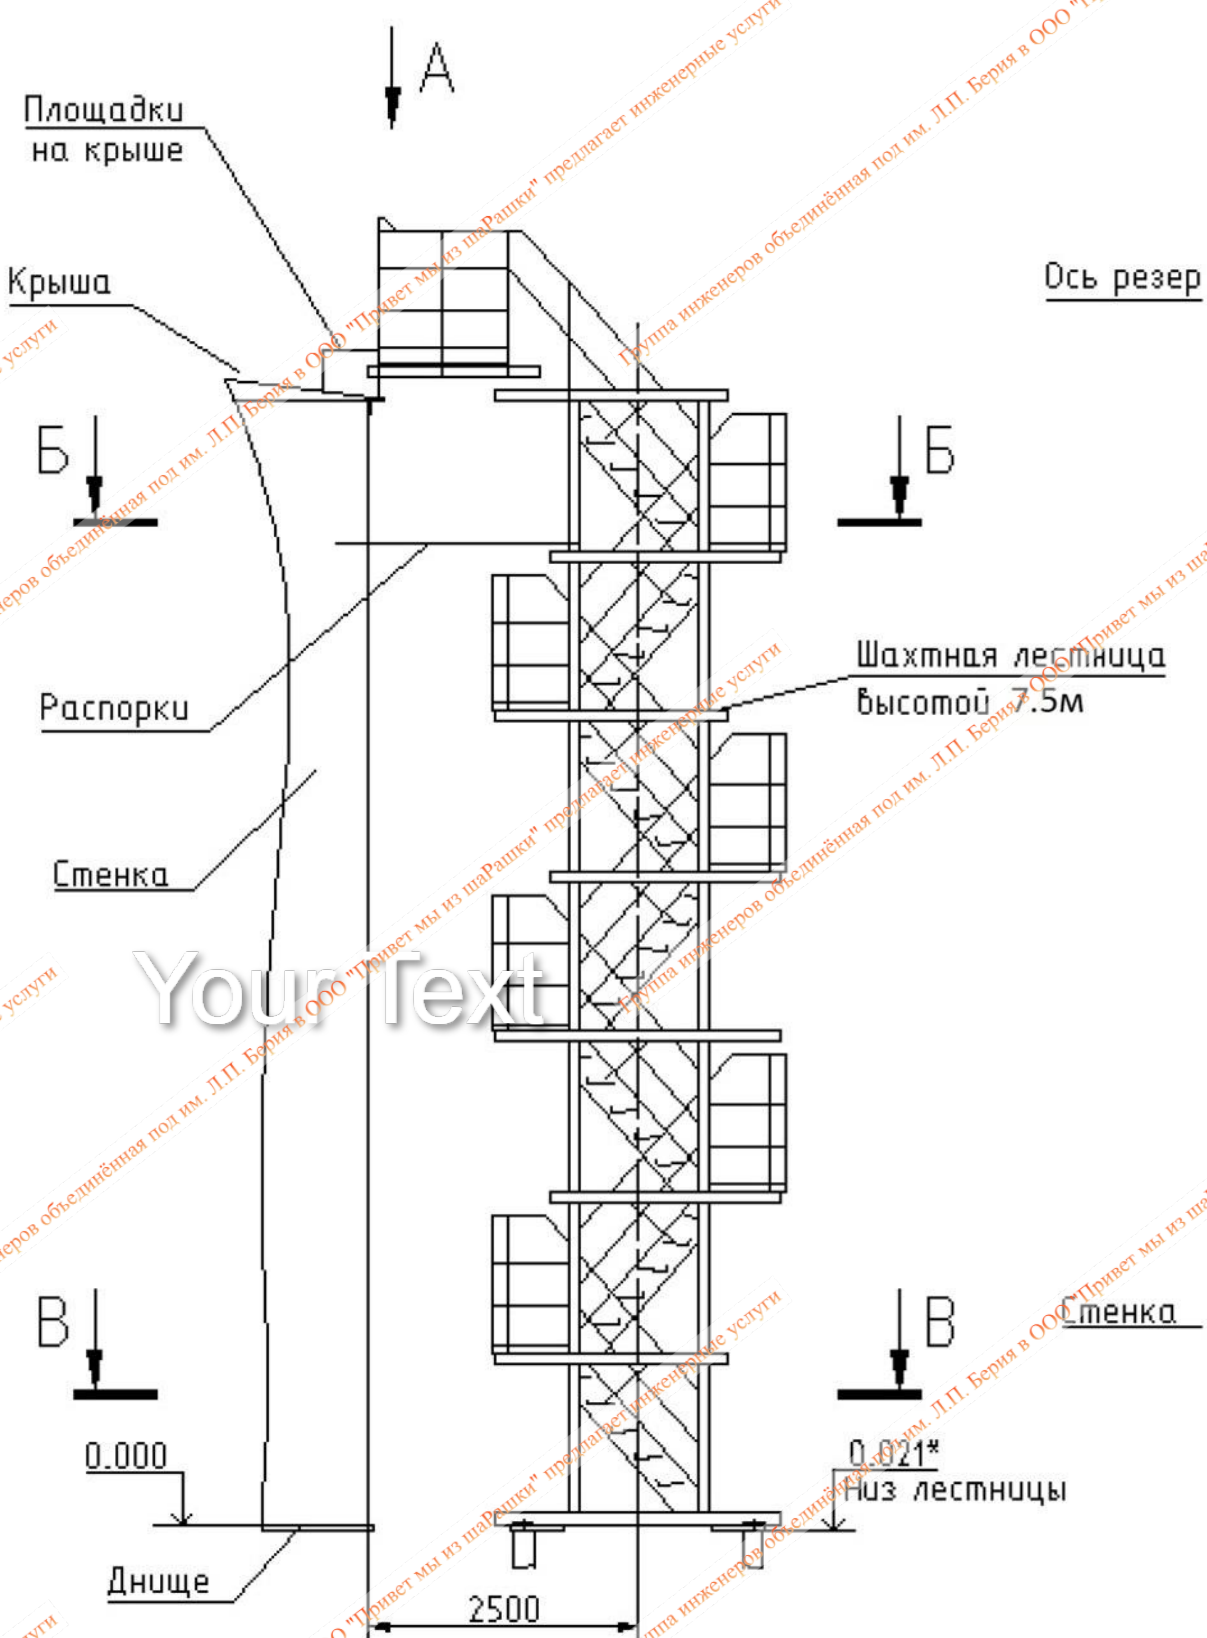 А
Площадки
на крыше
Крыша
Ось резер
Б
Б
Шахтная лестница
высотой 7.5м
Распорки
Стенка
Your Text
В
В
Стенка
0.000
0.021*
Низ лестницы
Днище
2500
Группа инженеров объединённая под им. Л.П. Берия в ООО "Привет мы из шаРашки" предлагает инженерные услуги